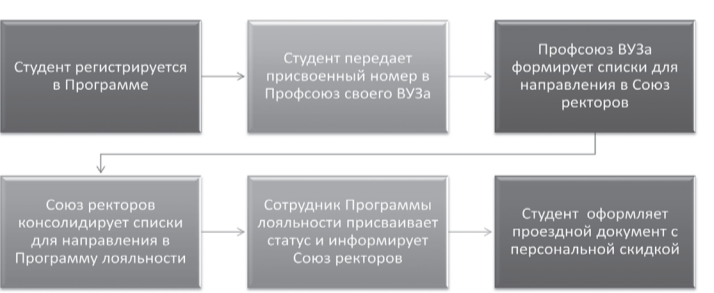 Студент регистрируется
в Программе
Студент передает
присвоенный номер в
Профсоюз своего ВУЗа
Профсоюз ВУЗа
формирует списки для
направления в Союз
ректоров
Союз ректоров
консолидирует списки
для направления в
Программу лояльности
Сотрудник Программы
лояльности присваивает
статус и информирует
Союз ректоров
Студент оформляет
проездной документ с
персональной скидкой